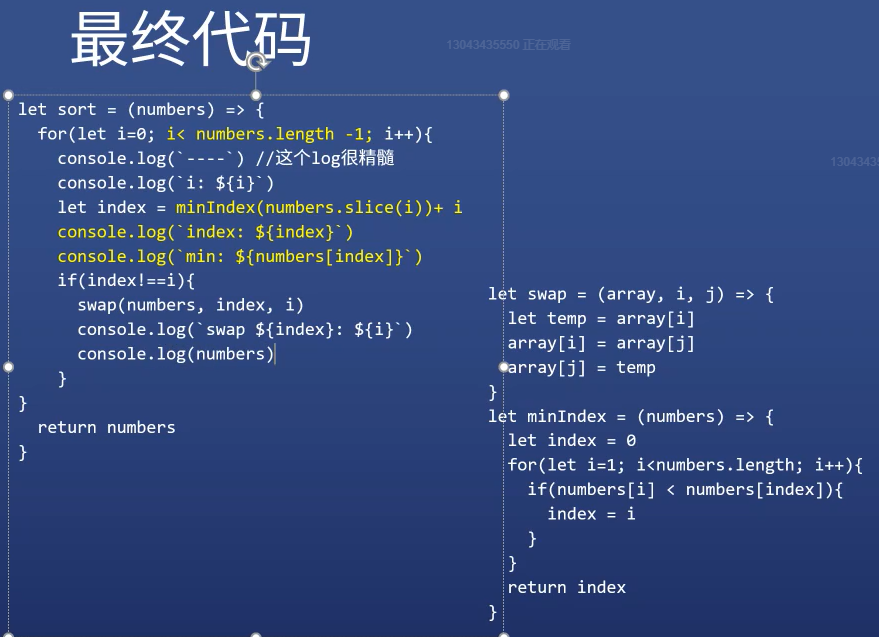 最终代码
13043435550 正在观看
let sort = (numbers) => {
  for(let i=0; i< numbers.length -1; i++){
    console.log(`----`) //这个log很精髓
    console.log(`i: ${i}`)
    let index = minIndex(numbers.slice(i))+ i
    console.log(`index: ${index}`)
    console.log(`min: ${numbers[index]}`)
    if(index!==i){
      swap(numbers, index, i)
      console.log(`swap ${index}: ${i}`)
      console.log(numbers)
    }
}
  return numbers
}
1304343
let swap = (array, i, j) => {
  let temp = array[i]
  array[i] = array[j]
  array[j] = temp
}
let minIndex = (numbers) => {
  let index = 0
  for(let i=1; i<numbers.length; i++){
    if(numbers[i] < numbers[index]){
      index = i
    }
  }
  return index
}